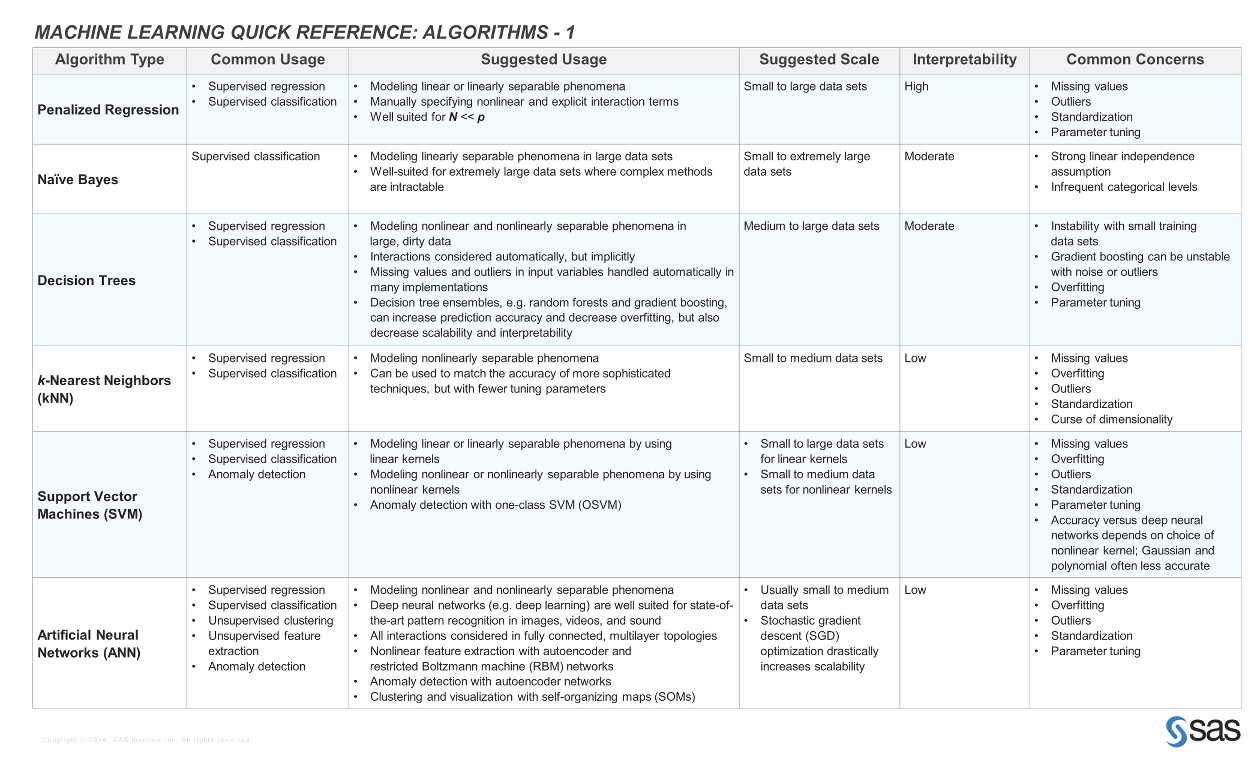 MACHINE LEARNING QUICK REFERENCE: ALGORITHMS - 1
Algorithm Type
Common Usage
Suggested Usage
Suggested Scale
Interpretability
Common Concerns
Penalized Regression
• Supervised regression
• Supervised classification
• Modeling linear or linearly separable phenomena
• Manually specifying nonlinear and explicit interaction terms
• Well suited for N << p
Small to large data sets
High
• Missing values
• Outliers
• Standardization
• Parameter tuning
Naïve Bayes
Supervised classification
• Modeling linearly separable phenomena in large data sets
• Well-suited for extremely large data sets where complex methods
are intractable
Small to extremely large
data sets
Moderate
• Strong linear independence
assumption
• Infrequent categorical levels
Decision Trees
• Supervised regression
• Supervised classification
• Modeling nonlinear and nonlinearly separable phenomena in
large, dirty data
• Interactions considered automatically, but implicitly
• Missing values and outliers in input variables handled automatically in
many implementations
• Decision tree ensembles, e.g. random forests and gradient boosting,
can increase prediction accuracy and decrease overfitting, but also
decrease scalability and interpretability
Medium to large data sets
Moderate
• Instability with small training
data sets
• Gradient boosting can be unstable
with noise or outliers
• Overfitting
• Parameter tuning
k-Nearest Neighbors
(kNN)
• Supervised regression
• Supervised classification
• Modeling nonlinearly separable phenomena
• Can be used to match the accuracy of more sophisticated
techniques, but with fewer tuning parameters
Small to medium data sets
Low
• Missing values
• Overfitting
• Outliers
• Standardization
• Curse of dimensionality
Support Vector
Machines (SVM)
• Supervised regression
• Supervised classification
• Anomaly detection
• Modeling linear or linearly separable phenomena by using
linear kernels
• Modeling nonlinear or nonlinearly separable phenomena by using
nonlinear kernels
• Anomaly detection with one-class SVM (OSVM)
• Small to large data sets
for linear kernels
• Small to medium data
sets for nonlinear kernels
Low
• Missing values
• Overfitting
• Outliers
• Standardization
• Parameter tuning
• Accuracy versus deep neural
networks depends on choice of
nonlinear kernel; Gaussian and
polynomial often less accurate
Artificial Neural
Networks (ANN)
• Supervised regression
• Supervised classification
• Unsupervised clustering
• Unsupervised feature
extraction
• Anomaly detection
• Modeling nonlinear and nonlinearly separable phenomena
• Deep neural networks (e.g. deep learning) are well suited for state-of-
the-art pattern recognition in images, videos, and sound
• All interactions considered in fully connected, multilayer topologies
• Nonlinear feature extraction with autoencoder and
restricted Boltzmann machine (RBM) networks
• Anomaly detection with autoencoder networks
• Clustering and visualization with self-organizing maps (SOMs)
• Usually small to medium
data sets
• Stochastic gradient
descent (SGD)
optimization drastically
increases scalability
Low
• Missing values
• Overfitting
• Outliers
• Standardization
• Parameter tuning
Copyright © 2014, SAS Institute Inc. All rights reserved.
sas